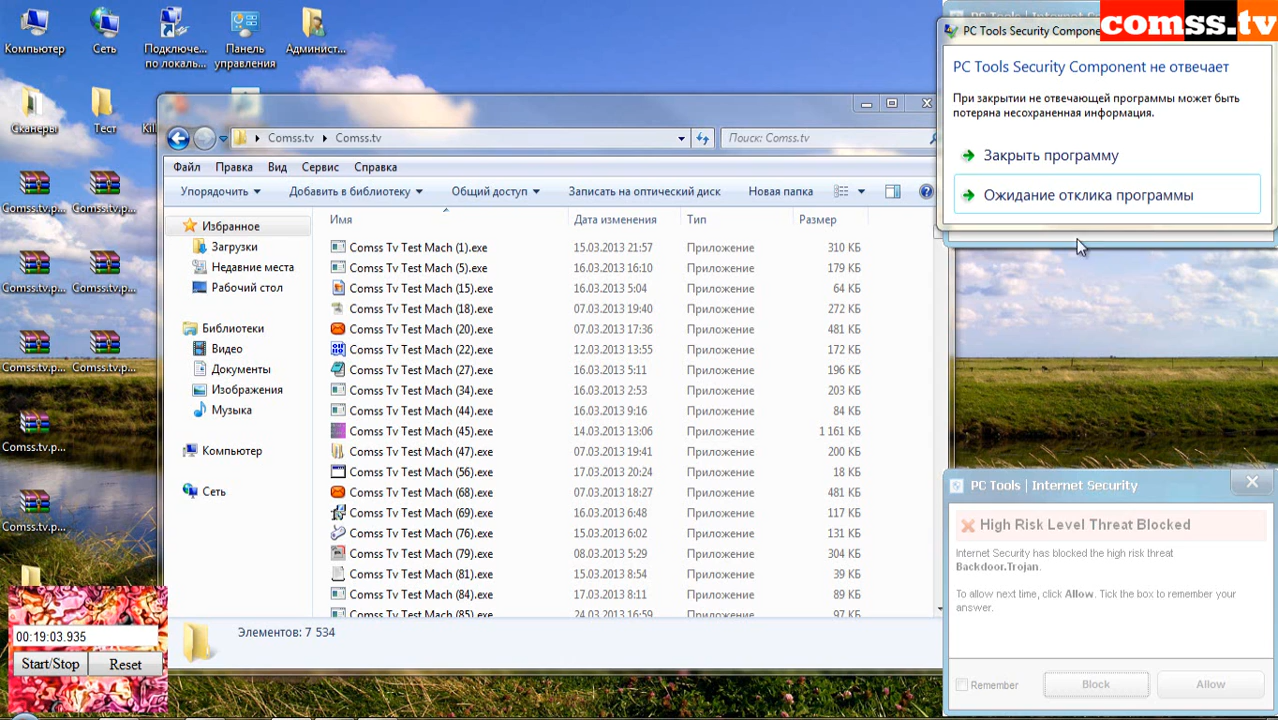 Компьютер
Сеть
Подключе...
по локаль...
Панель
управления
Админист...
Сканеры
Тест
Comss.tv.p...
Comss.tv.p...
Comss.tv.p...
Comss.tv.p...
Comss.tv.p...
Comss.tv.p...
Comss.tv.p...
Comss.tv.p...
00:19:03.935
Start/Stop
Reset
Comss.tv
Comss.tv
Поиск: Comss.tv
Файл
Правка
Вид
Сервис
Справка
Упорядочить
Добавить в библиотеку
Общий доступ
Записать на оптический диск
Новая папка
Избранное
Загрузки
Недавние места
Рабочий стол
Библиотеки
Видео
Документы
Изображения
Музыка
Компьютер
Сеть
Имя Дата изменения Тип Размер
Comss Tv Test Mach (1).exe 15.03.2013 21:57 Приложение 310 КБ
Comss Tv Test Mach (5).exe 16.03.2013 16:10 Приложение 179 КБ
Comss Tv Test Mach (15).exe 16.03.2013 5:04 Приложение 64 КБ
Comss Tv Test Mach (18).exe 07.03.2013 19:40 Приложение 272 КБ
Comss Tv Test Mach (20).exe 07.03.2013 17:36 Приложение 481 КБ
Comss Tv Test Mach (22).exe 12.03.2013 13:55 Приложение 172 КБ
Comss Tv Test Mach (27).exe 16.03.2013 5:11 Приложение 196 КБ
Comss Tv Test Mach (34).exe 16.03.2013 2:53 Приложение 203 КБ
Comss Tv Test Mach (44).exe 16.03.2013 9:16 Приложение 84 КБ
Comss Tv Test Mach (45).exe 14.03.2013 13:06 Приложение 1 161 КБ
Comss Tv Test Mach (47).exe 07.03.2013 19:41 Приложение 200 КБ
Comss Tv Test Mach (56).exe 17.03.2013 20:24 Приложение 18 КБ
Comss Tv Test Mach (68).exe 07.03.2013 18:27 Приложение 481 КБ
Comss Tv Test Mach (69).exe 16.03.2013 6:48 Приложение 117 КБ
Comss Tv Test Mach (76).exe 15.03.2013 6:02 Приложение 131 КБ
Comss Tv Test Mach (79).exe 08.03.2013 5:29 Приложение 304 КБ
Comss Tv Test Mach (81).exe 15.03.2013 8:54 Приложение 39 КБ
Comss Tv Test Mach (84).exe 17.03.2013 8:11 Приложение 89 КБ
Comss Tv Test Mach (85).exe 24.03.2013 16:59 Приложение 97 КБ
Элементов: 7 534
comss.tv
PC Tools Security Compone
PC Tools Security Component не отвечает
При закрытии не отвечающей программы может быть
потеряна несохраненная информация.
Закрыть программу
Ожидание отклика программы
PC Tools | Internet Security
High Risk Level Threat Blocked
Internet Security has blocked the high risk threat
Backdoor.Trojan.
To allow next time, click Allow. Tick the box to remember your
answer.
Remember
Block
Allow